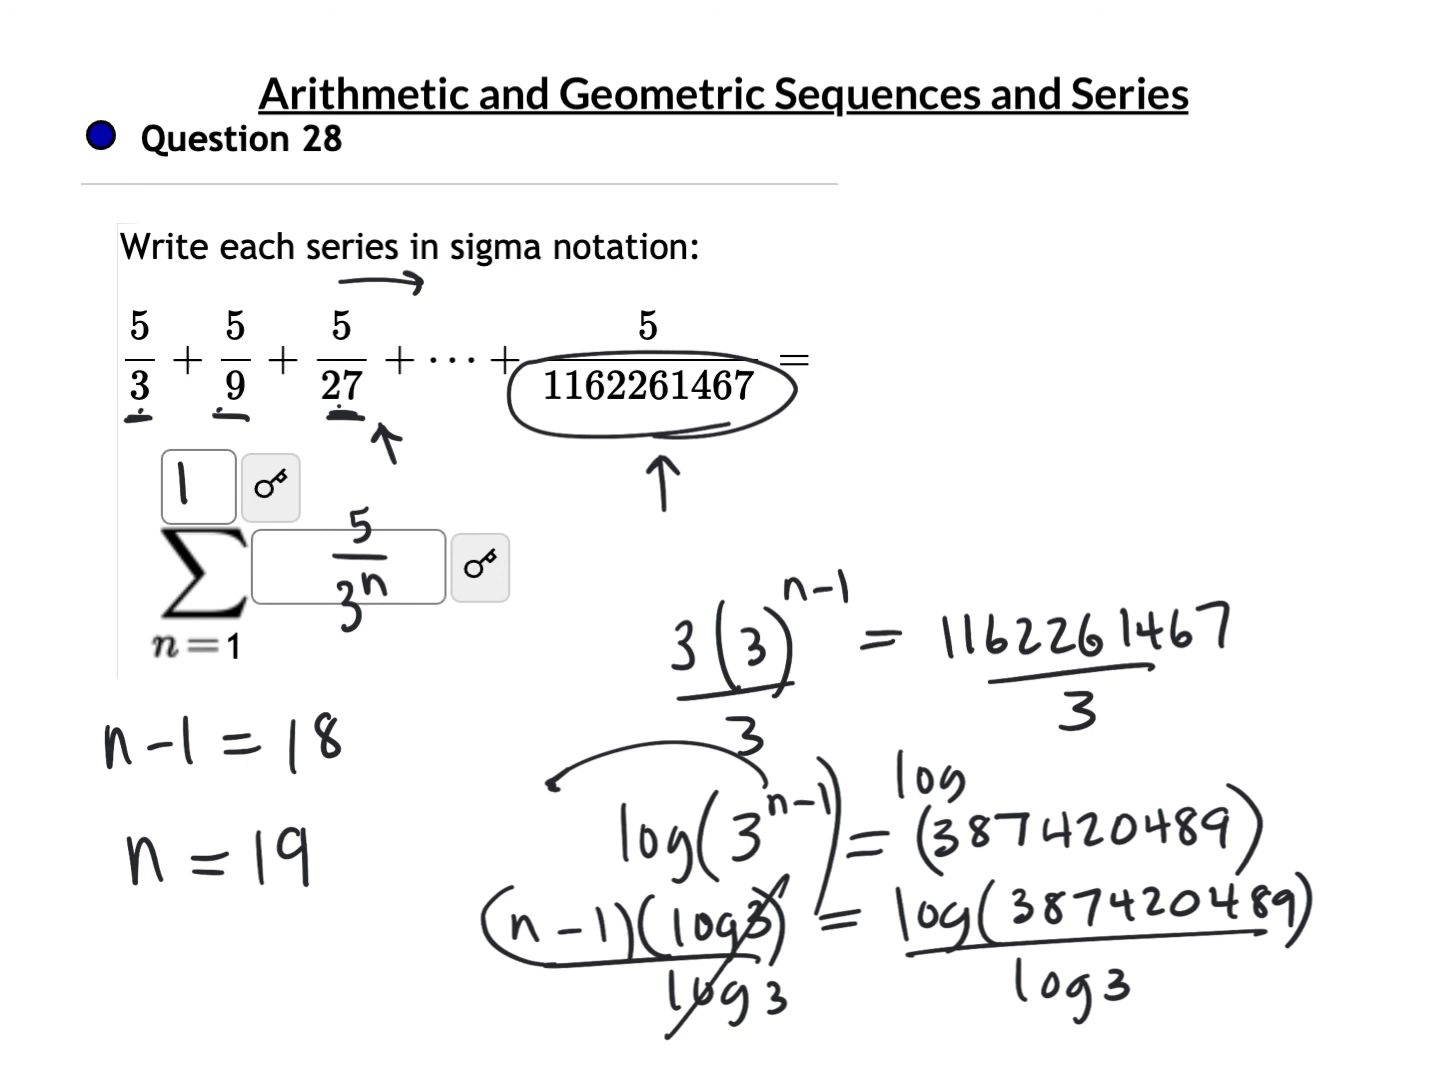 Arithmetic and Geometric Sequences and Series
Question 28
Write each series in sigma notation:
5/3 + 5/9 + 5/27 + ⋯ + 5/1162261467 =
1
∑ 5/3^n
n = 1
3(3)^(n-1) / 3 = 1162261467 / 3
n-1 = 18
log(3^(n-1)) = log(387420489)
n = 19
(n-1)(log3) / log3 = log(387420489) / log3